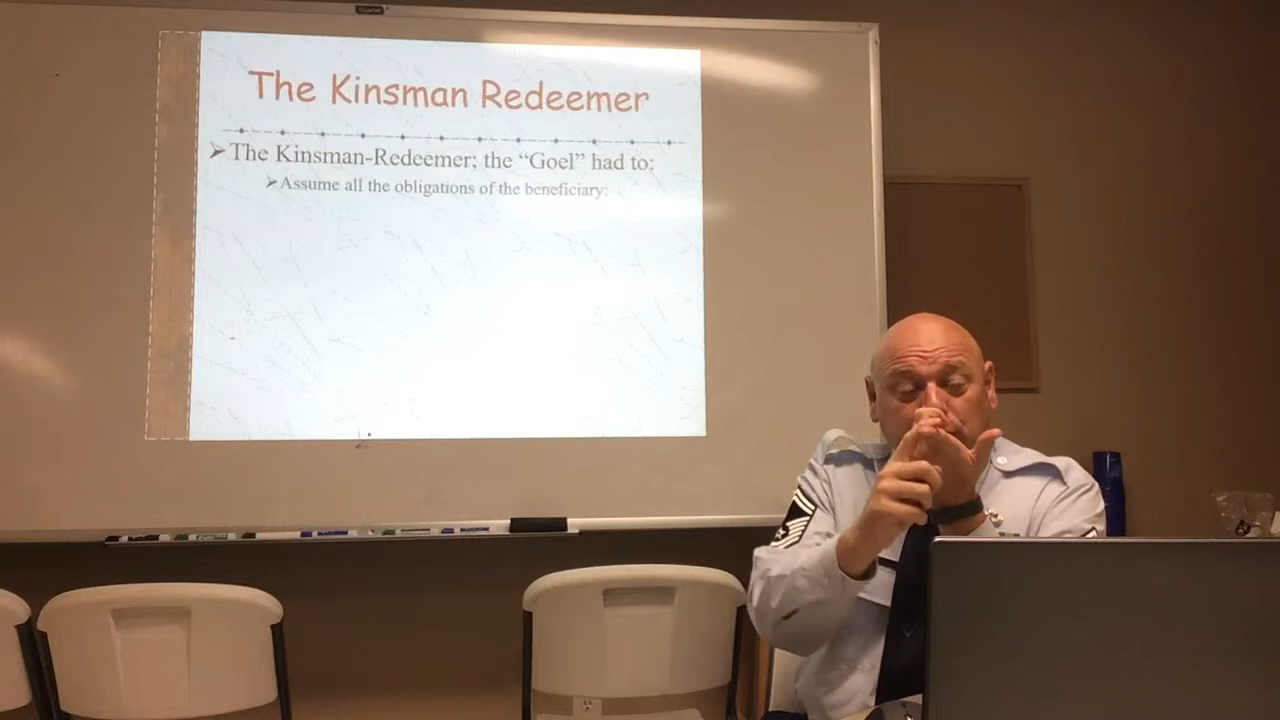 The Kinsman Redeemer
The Kinsman-Redeemer; the “Goel” had to:
Assume all the obligations of the beneficiary: